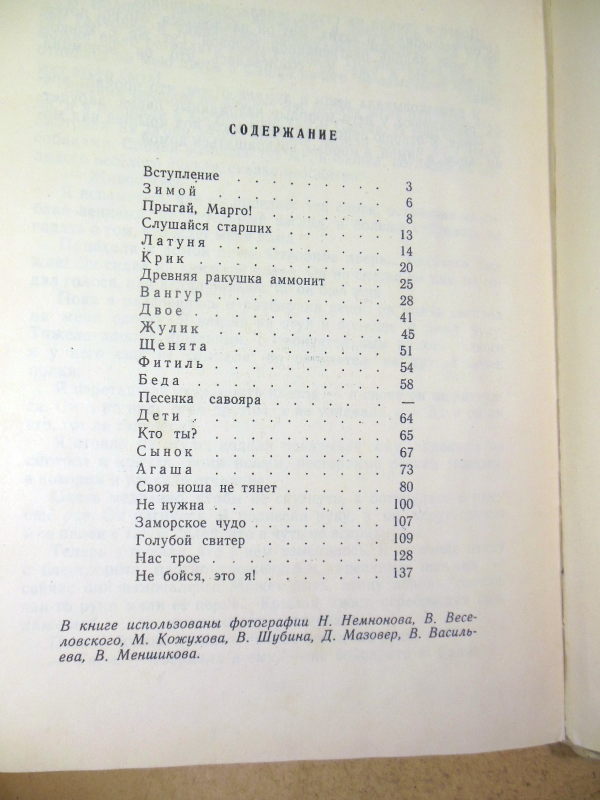 СОДЕРЖАНИЕ
Вступление . . . . . . . . . 3
Зимой . . . . . . . . . 6
Прыгай, Марго! . . . . . . . 8
Слушайся старших . . . . . . 13
Латуня . . . . . . . . . 14
Крик . . . . . . . . . . 20
Древняя ракушка аммонит . . . 25
Вангур . . . . . . . . . 28
Двое . . . . . . . . . . 41
Жулик . . . . . . . . . 45
Щенята . . . . . . . . . 51
Фитиль . . . . . . . . . 54
Беда . . . . . . . . . . 58
Песенка савояра . . . . . . . —
Дети . . . . . . . . . . 64
Кто ты? . . . . . . . . . 65
Сынок . . . . . . . . . 67
Агаша . . . . . . . . . 73
Своя ноша не тянет . . . . . 80
Не нужна . . . . . . . . 100
Заморское чудо . . . . . . . 107
Голубой свитер . . . . . . . 109
Нас трое . . . . . . . . 128
Не бойся, это я! . . . . . . 137
В книге использованы фотографии Н. Немнонова, В. Весе-
ловского, М. Кожухова, В. Шубина, Д. Мазовер, В. Василь-
ева, В. Меншикова.